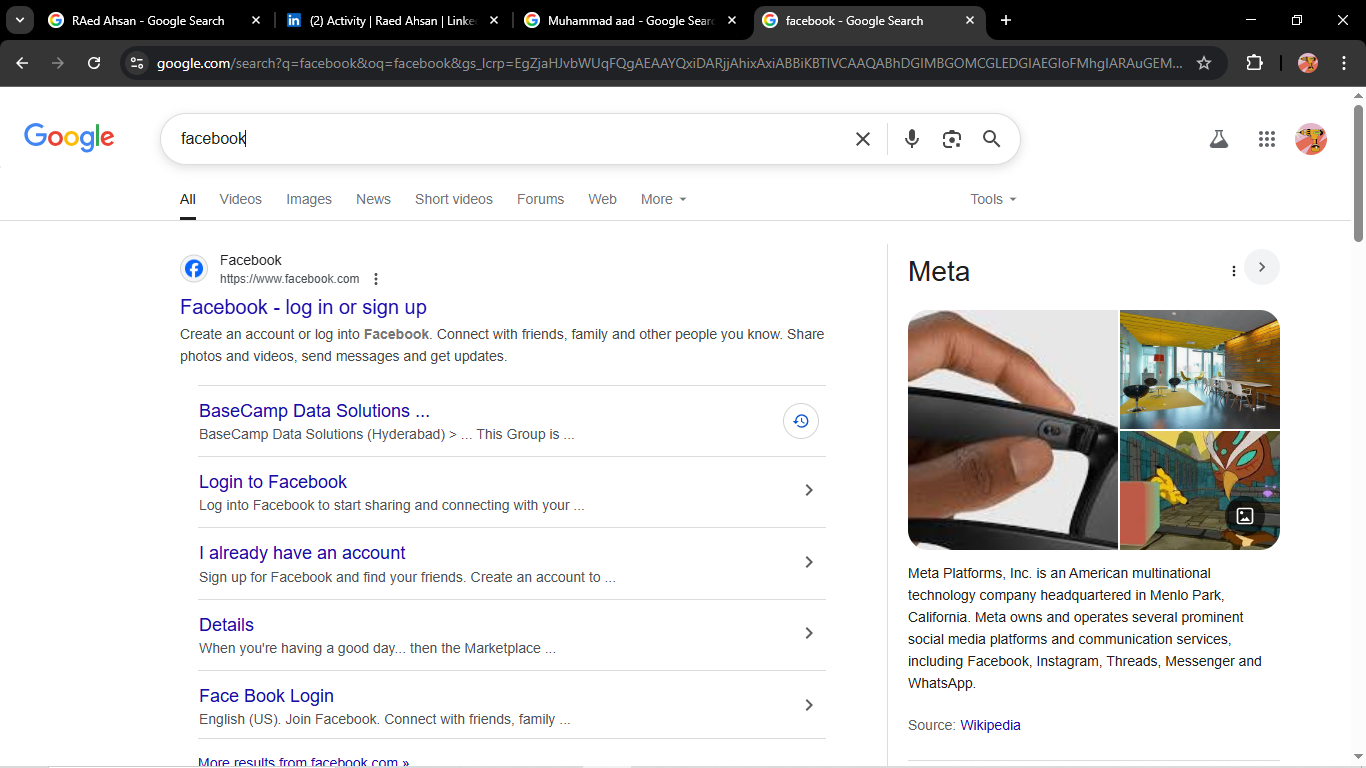 RAed Ahsan - Google Search
(2) Activity | Raed Ahsan | Linke
Muhammad aad - Google Sear
facebook - Google Search
google.com/search?q=facebook&oq=facebook&gs_lcrp=EgZjaHJvbWUqFQgAEAAYQxiDARjjAhixAxiABBiKBTIVCAAQABhDGIMBGOMCGLEDGIAEGIoFMhgIARAuGEM...
Google
facebook
All
Videos
Images
News
Short videos
Forums
Web
More
Tools
Facebook
https://www.facebook.com
Facebook - log in or sign up
Create an account or log into Facebook. Connect with friends, family and other people you know. Share
photos and videos, send messages and get updates.
BaseCamp Data Solutions ...
BaseCamp Data Solutions (Hyderabad) > ... This Group is ...
Login to Facebook
Log into Facebook to start sharing and connecting with your ...
I already have an account
Sign up for Facebook and find your friends. Create an account to ...
Details
When you're having a good day... then the Marketplace ...
Face Book Login
English (US). Join Facebook. Connect with friends, family ...
More results from facebook.com »
Meta
Meta Platforms, Inc. is an American multinational
technology company headquartered in Menlo Park,
California. Meta owns and operates several prominent
social media platforms and communication services,
including Facebook, Instagram, Threads, Messenger and
WhatsApp.
Source: Wikipedia